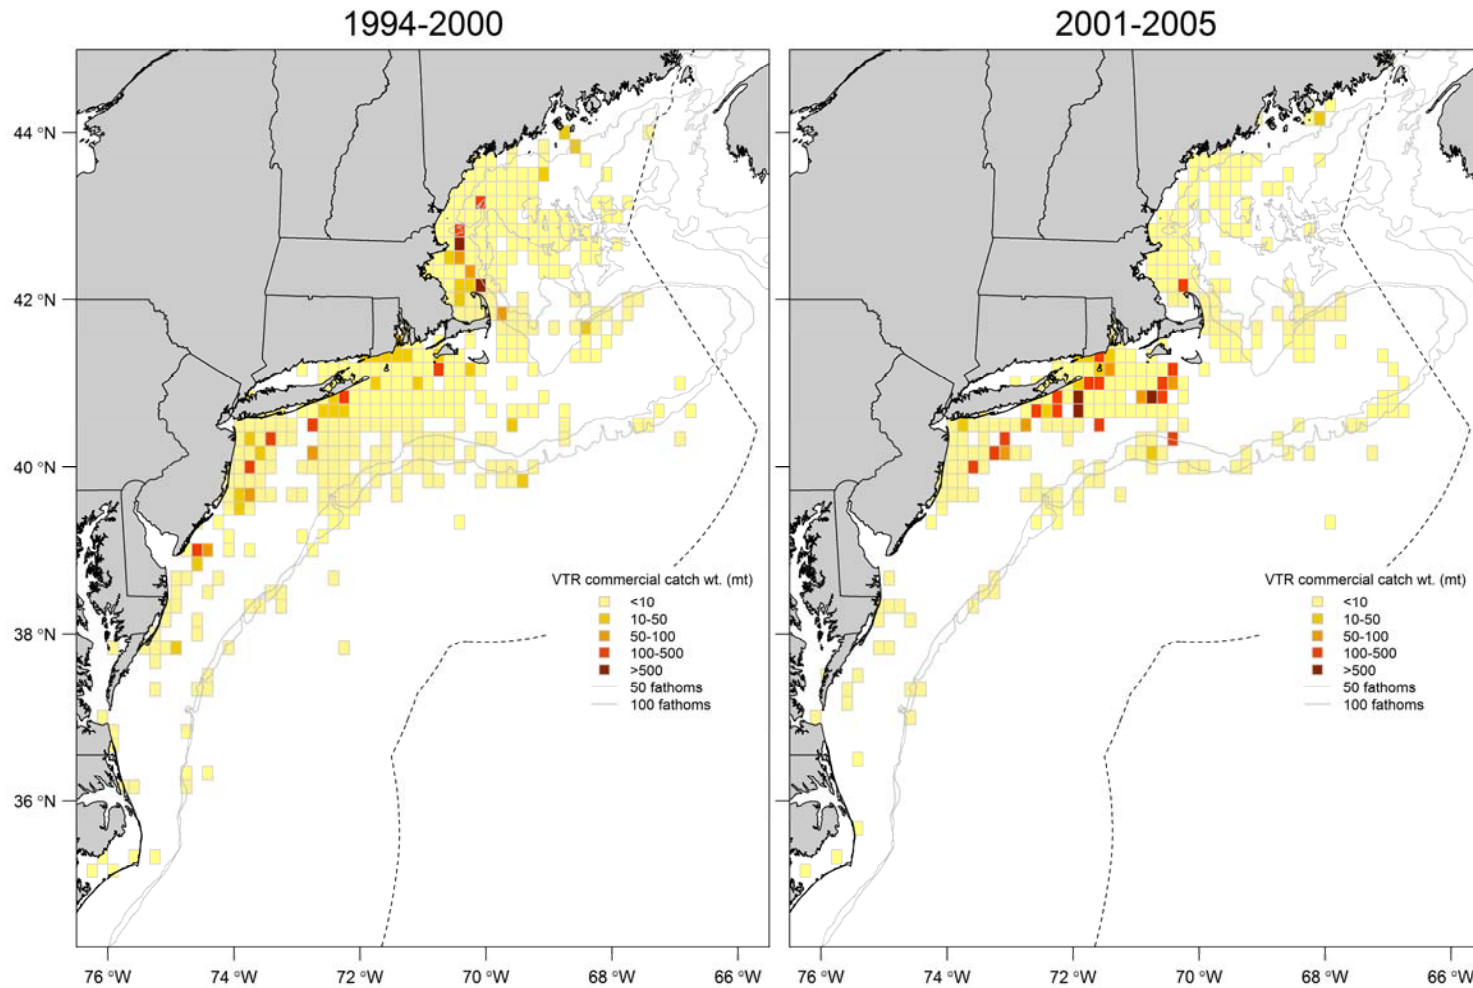 1994-2000
2001-2005
44 °N
42 °N
40 °N
38 °N
36 °N
VTR commercial catch wt. (mt)
<10
10-50
50-100
100-500
>500
50 fathoms
100 fathoms
VTR commercial catch wt. (mt)
<10
10-50
50-100
100-500
>500
50 fathoms
100 fathoms
76 °W
74 °W
72 °W
70 °W
68 °W
66 °W
76 °W
74 °W
72 °W
70 °W
68 °W
66 °W